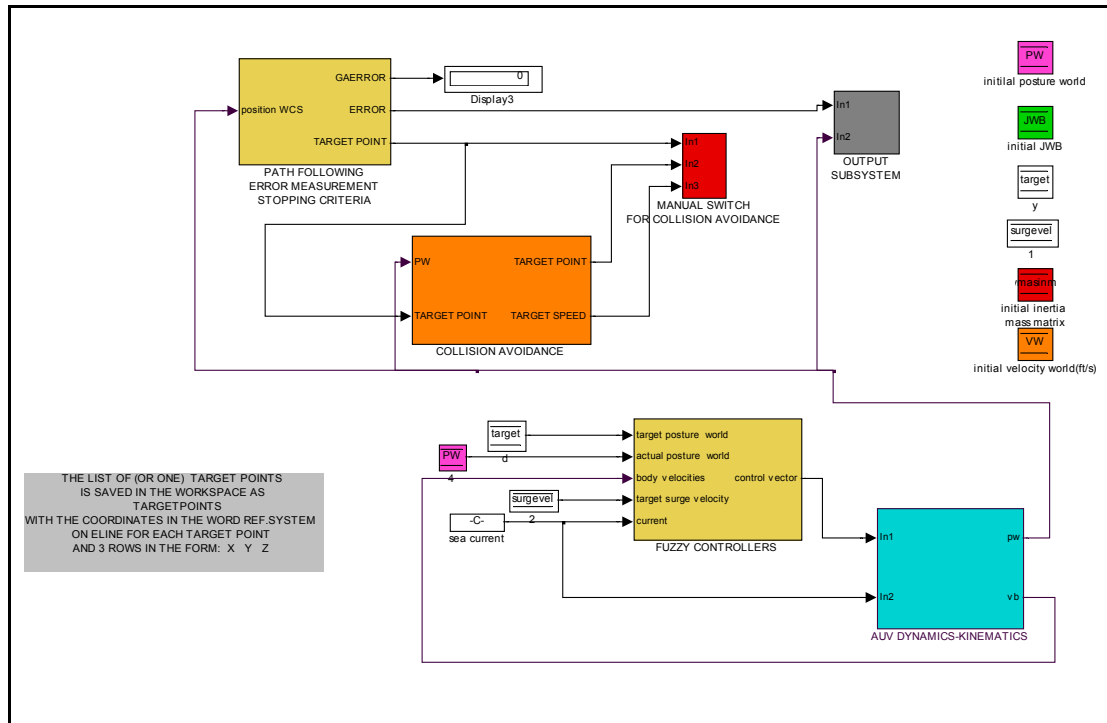 GAERROR
position WCS
ERROR
TARGET POINT
PATH FOLLOWING
ERROR MEASUREMENT
STOPPING CRITERIA
0
Display3
In1
In2
In3
MANUAL SWITCH
FOR COLLISION AVOIDANCE
In1
In2
OUTPUT
SUBSYSTEM
PW
initilal posture world
JWB
initial JWB
target
y
surgevel
1
masinm
initial inertia
mass matrix
VW
initial velocity world(ft/s)
PW
TARGET POINT
TARGET POINT
TARGET SPEED
COLLISION AVOIDANCE
target
d
PW
4
surgevel
2
-C-
sea current
target posture world
actual posture world
body velocities
control vector
target surge velocity
current
FUZZY CONTROLLERS
In1
In2
pw
vb
AUV DYNAMICS-KINEMATICS
THE LIST OF (OR ONE) TARGET POINTS
IS SAVED IN THE WORKSPACE AS
TARGETPOINTS
WITH THE COORDINATES IN THE WORD REF.SYSTEM
ON ELINE FOR EACH TARGET POINT
AND 3 ROWS IN THE FORM: X Y Z